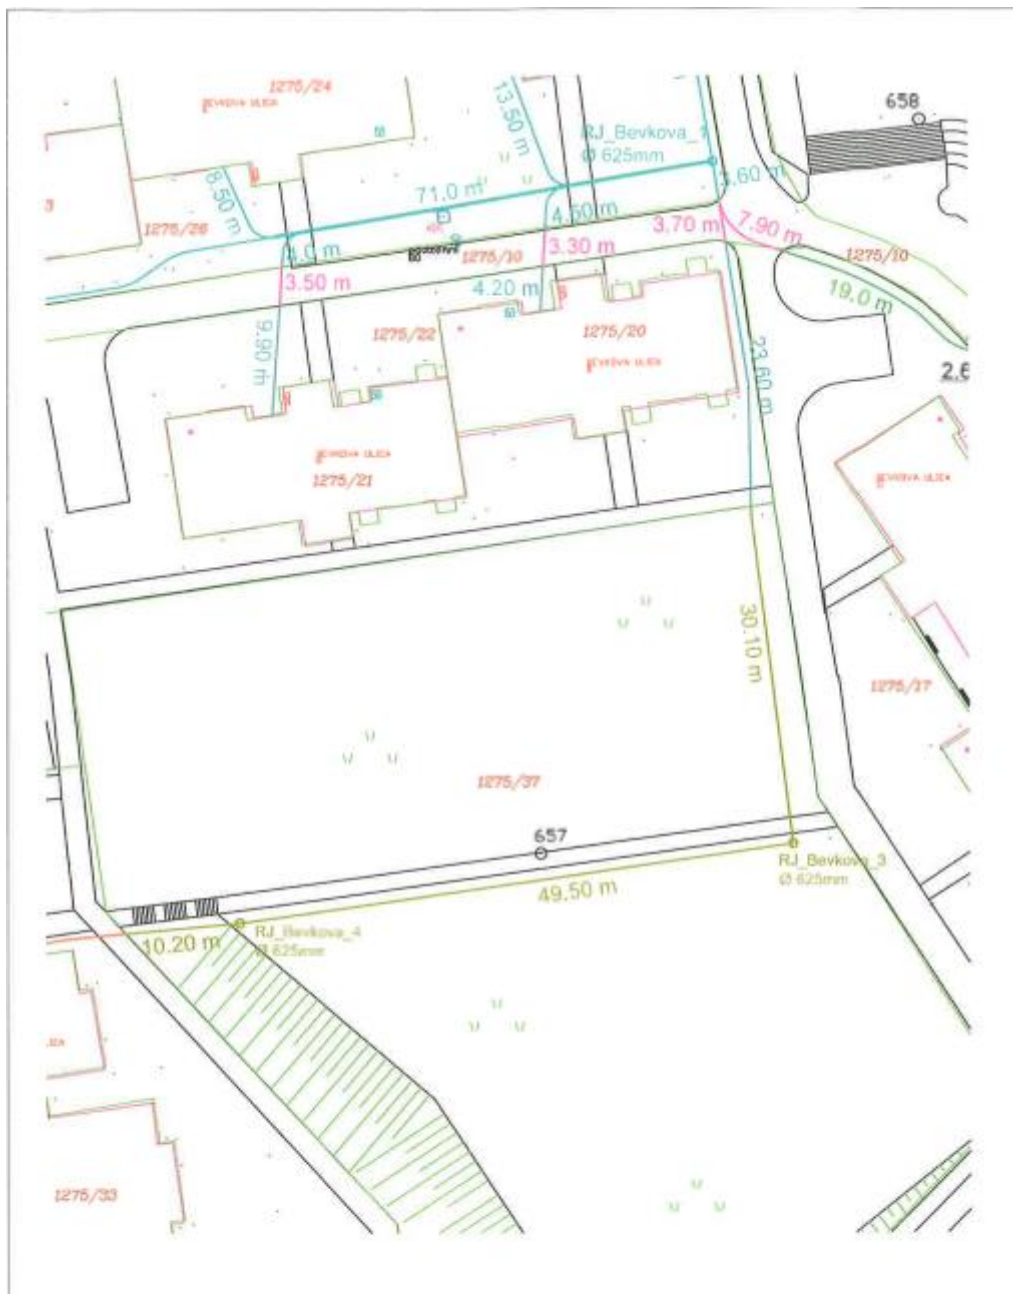 1275/24
658
13.50 m
RJ_Bevkova_1
Ø 625mm
8.50 m
71.0 m
3.60 m
4.50 m
3.70 m
7.90 m
1275/26
1275/10
3.30 m
1275/10
3.50 m
4.20 m
19.0 m
1275/22
1275/20
9.90 m
23.60 m
1275/21
30.10 m
1275/17
1275/37
657
RJ_Bevkova_3
Ø 625mm
49.50 m
10.20 m
RJ_Bevkova_4
Ø 625mm
1275/33